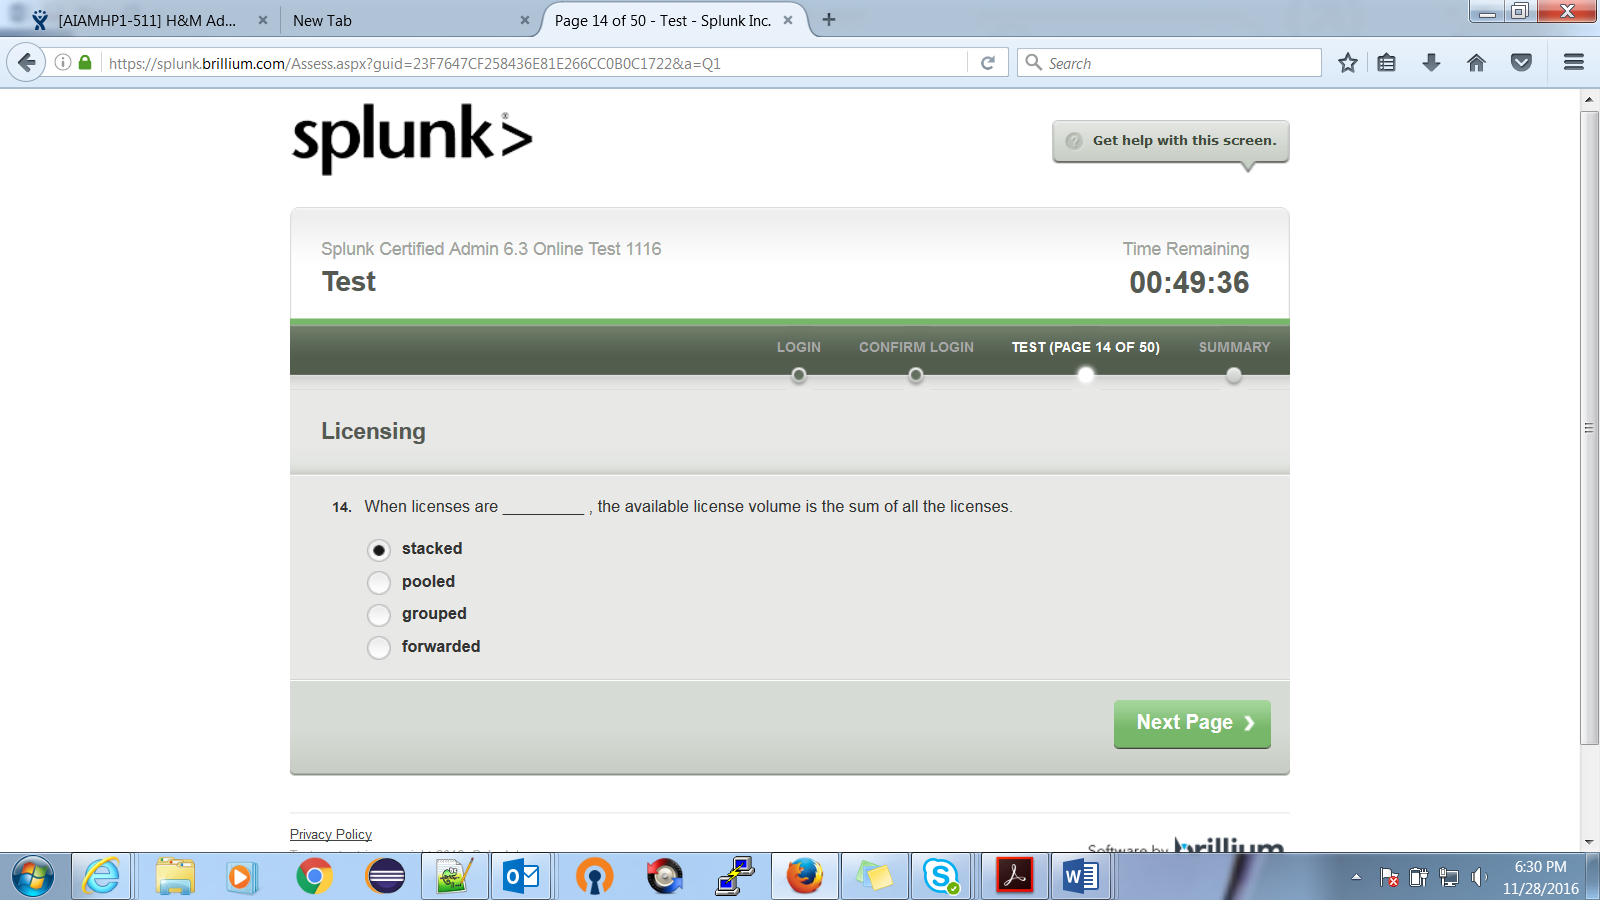 [AIAMHP1-511] H&M Ad...
New Tab
Page 14 of 50 - Test - Splunk Inc.
https://splunk.brillium.com/Assess.aspx?guid=23F7647CF258436E81E266CC0B0C1722&a=Q1
Search
splunk>
Get help with this screen.
Splunk Certified Admin 6.3 Online Test 1116
Time Remaining
Test
00:49:36
LOGIN
CONFIRM LOGIN
TEST (PAGE 14 OF 50)
SUMMARY
Licensing
14. When licenses are _________ , the available license volume is the sum of all the licenses.
stacked
pooled
grouped
forwarded
Next Page
Privacy Policy
Software by brillium
6:30 PM
11/28/2016